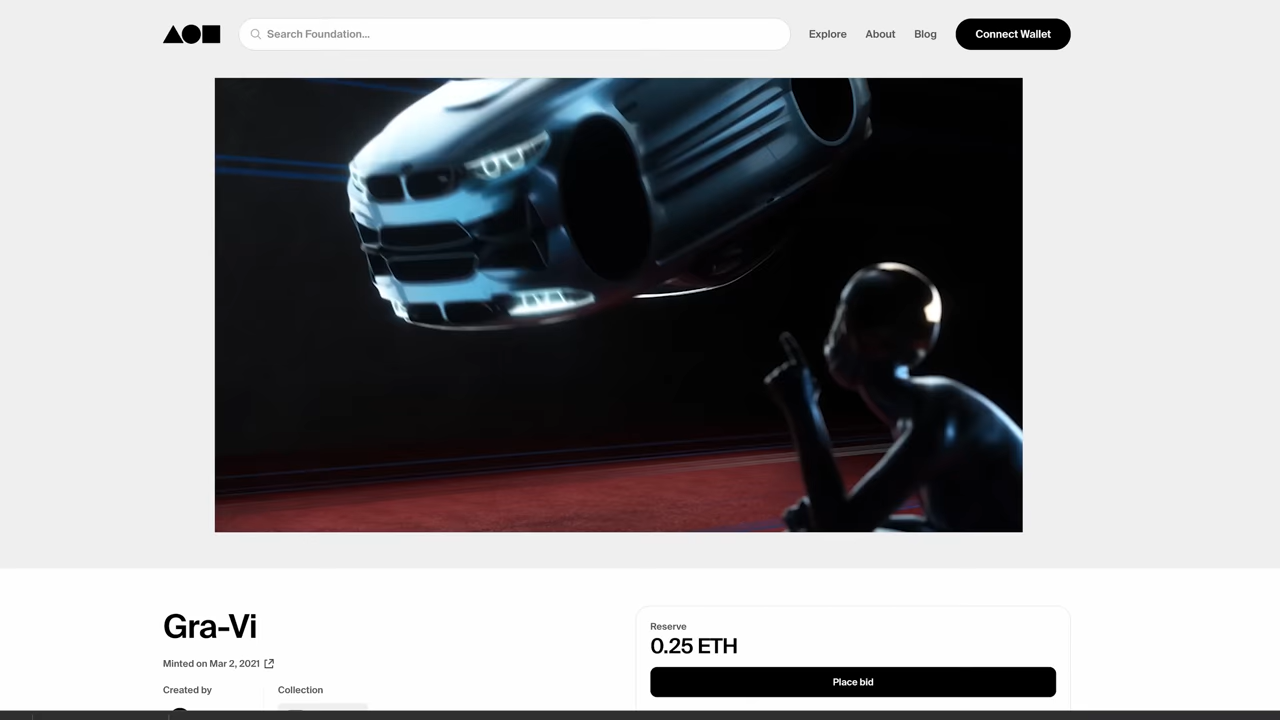 Search Foundation...
Explore
About
Blog
Connect Wallet
Gra-Vi
Minted on Mar 2, 2021
Created by
Collection
Reserve
0.25 ETH
Place bid